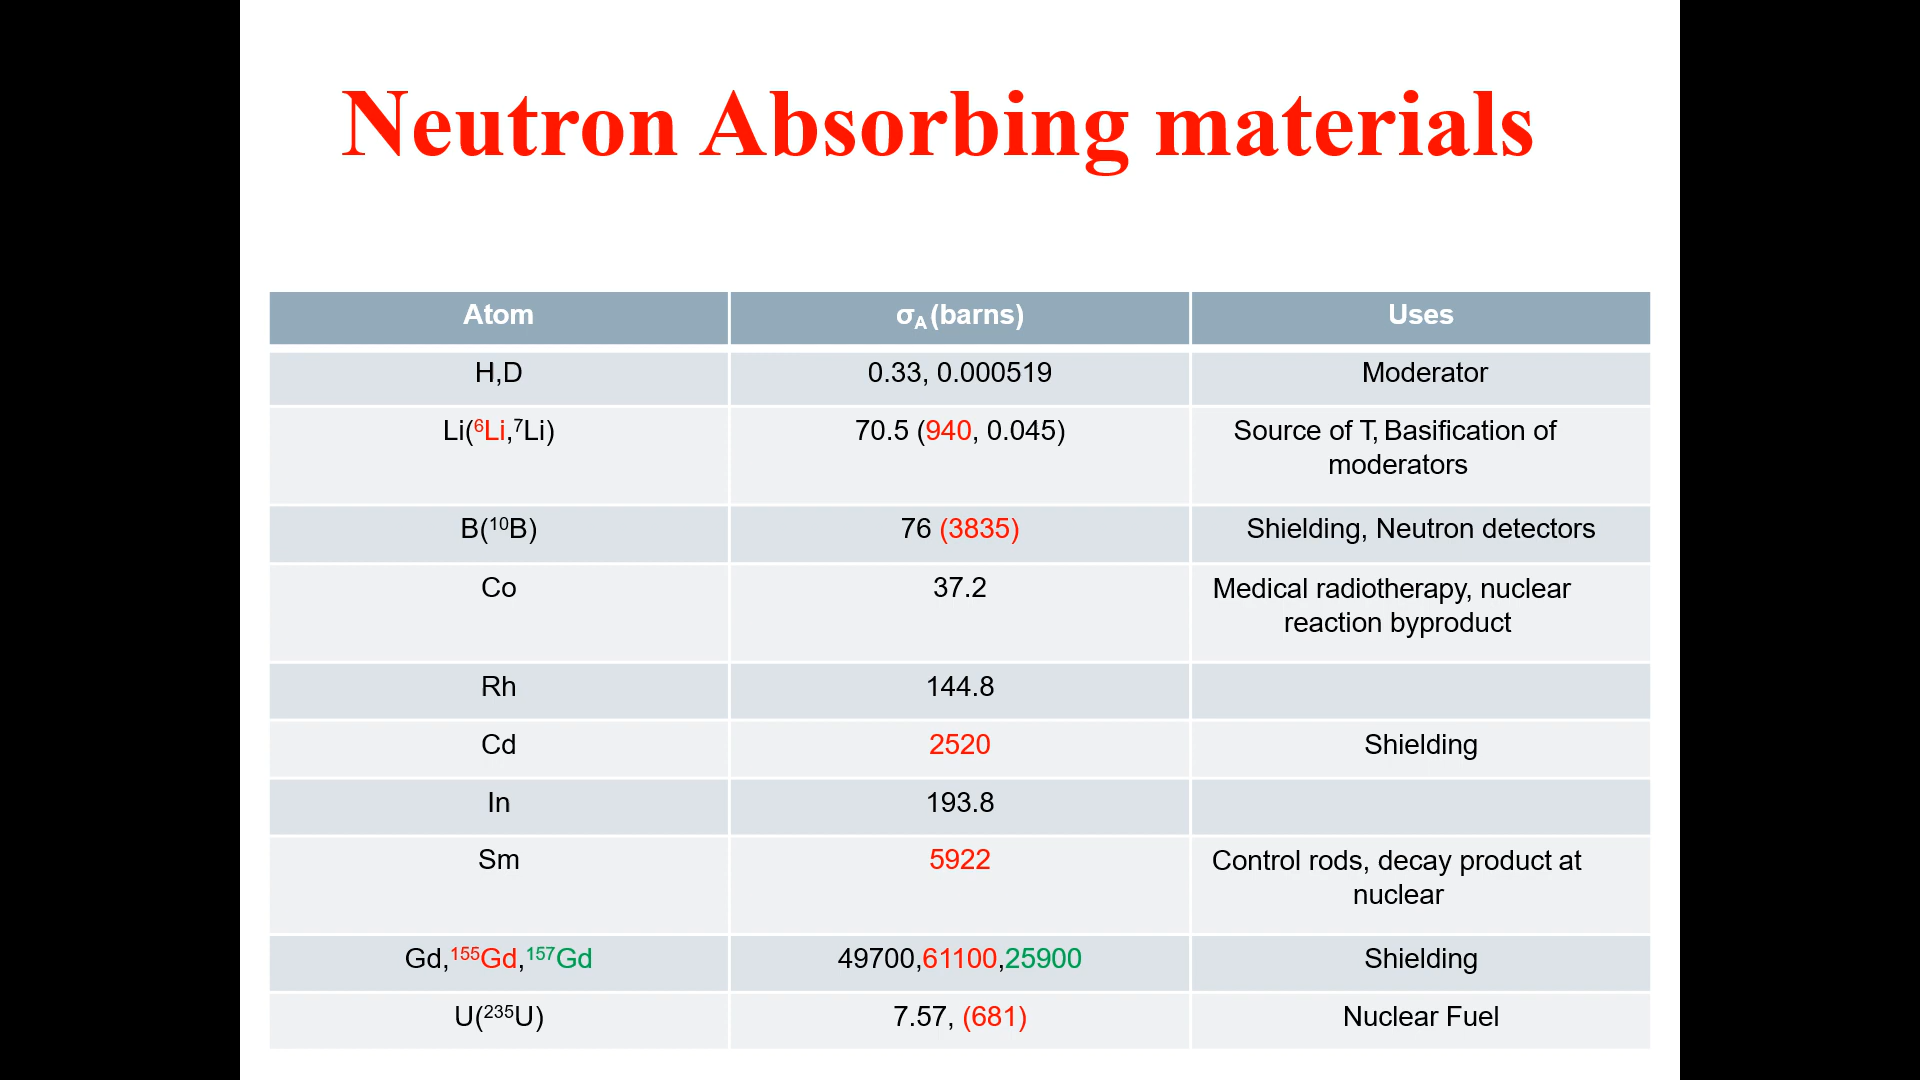 Neutron Absorbing materials
Atom σA (barns) Uses
H,D 0.33, 0.000519 Moderator
Li(⁶Li,⁷Li) 70.5 (940, 0.045) Source of T, Basification of
moderators
B(¹⁰B) 76 (3835) Shielding, Neutron detectors
Co 37.2 Medical radiotherapy, nuclear
reaction byproduct
Rh 144.8
Cd 2520 Shielding
In 193.8
Sm 5922 Control rods, decay product at
nuclear
Gd,¹⁵⁵Gd,¹⁵⁷Gd 49700,61100,25900 Shielding
U(²³⁵U) 7.57, (681) Nuclear Fuel